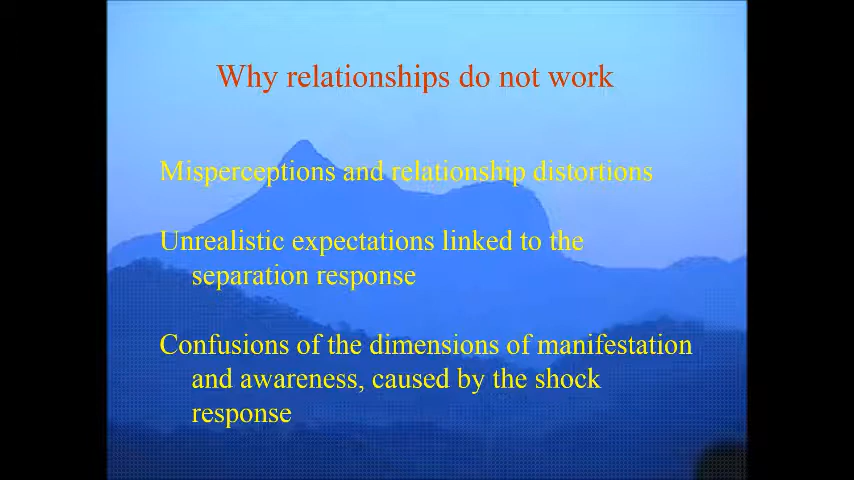 Why relationships do not work
Misperceptions and relationship distortions
Unrealistic expectations linked to the
separation response
Confusions of the dimensions of manifestation
and awareness, caused by the shock
response